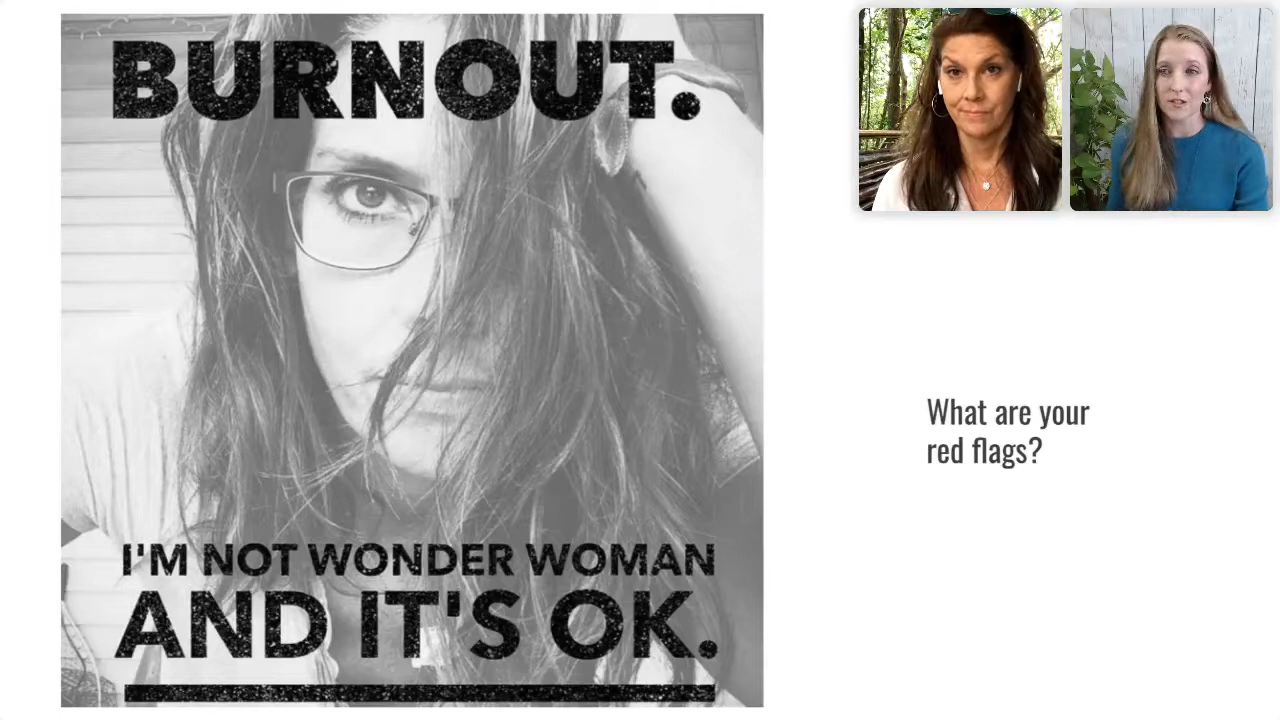 BURNOUT.
I'M NOT WONDER WOMAN
AND IT'S OK.
What are your
red flags?